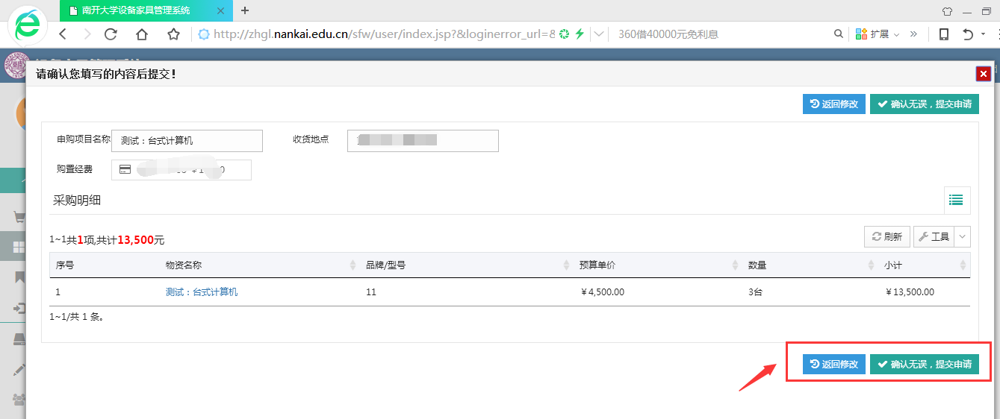 南开大学设备家具管理系统
http://zhgl.nankai.edu.cn/sfw/user/index.jsp?&loginerror_url=8
360借40000元免利息
扩展
请确认您填写的内容后提交！
返回修改
确认无误，提交申请
申购项目名称
测试：台式计算机
收货地点
购置经费
采购明细
1~1共1项,共计13,500元
刷新
工具
序号 物资名称 品牌/型号 预算单价 数量 小计
1 测试：台式计算机 11 ￥4,500.00 3台 ￥13,500.00
1~1/共 1 条。
返回修改
确认无误，提交申请